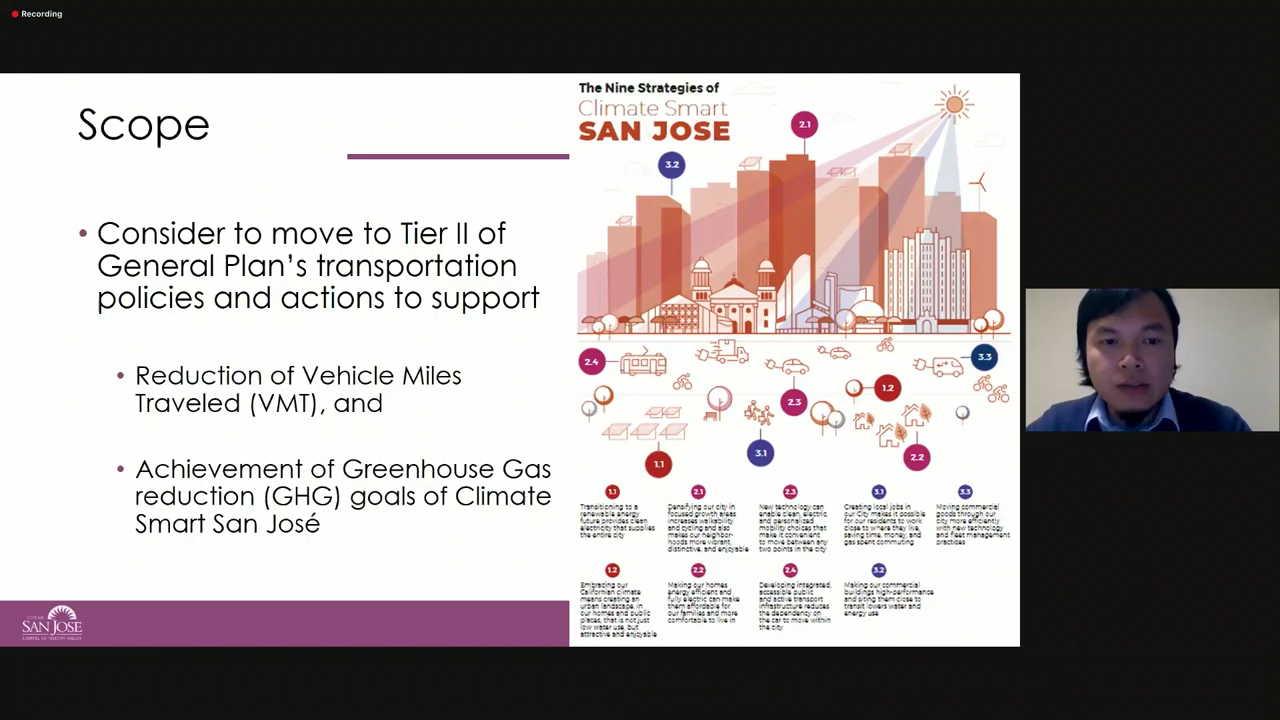 Recording
Scope
• Consider to move to Tier II of
General Plan's transportation
policies and actions to support
• Reduction of Vehicle Miles
Traveled (VMT), and
• Achievement of Greenhouse Gas
reduction (GHG) goals of Climate
Smart San José
CITY OF
SAN JOSE
CAPITAL OF SILICON VALLEY
The Nine Strategies of
Climate Smart
SAN JOSE
2.1
3.2
2.4
3.3
1.2
2.3
3.1
1.1
2.2
1.1
Transitioning to a
renewable energy
future provides clean
electricity that supplies
the entire city
2.1
Densifying our city in
focused growth areas
increases walkability
and cycling and also
makes our neighbor-
hoods more vibrant,
distinctive, and enjoyable
2.3
New technology can
enable clean, electric,
and personalized
mobility choices that
make it convenient
to move between any
two points in the city
3.1
Creating local jobs in
our City makes it possible
for our residents to work
close to where they live,
saving time, money, and
gas spent commuting
3.3
Moving commercial
goods through our
city more efficiently
with new technology
and fleet management
practices
1.2
Embracing our
Californian climate
means creating an
urban landscape, in
our homes and public
places, that is not just
low water use, but
attractive and enjoyable
2.2
Making our homes
energy efficient and
fully electric can make
them affordable for
our families and more
comfortable to live in
2.4
Developing integrated,
accessible public
and active transport
infrastructure reduces
the dependency on
the car to move within
the city
3.2
Making our commercial
buildings high-performance
and siting them close to
transit lowers water and
energy use